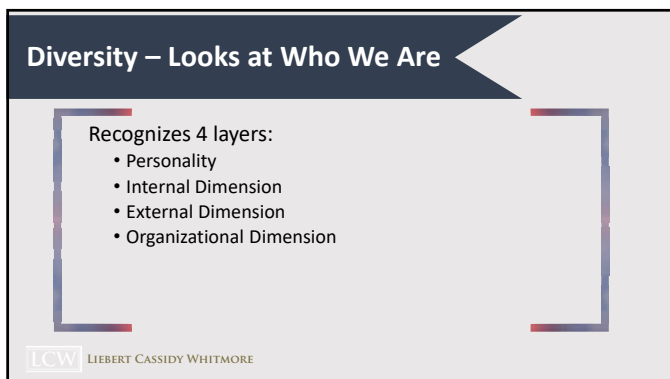 Diversity – Looks at Who We Are
Recognizes 4 layers:
• Personality
• Internal Dimension
• External Dimension
• Organizational Dimension
LCW LIEBERT CASSIDY WHITMORE